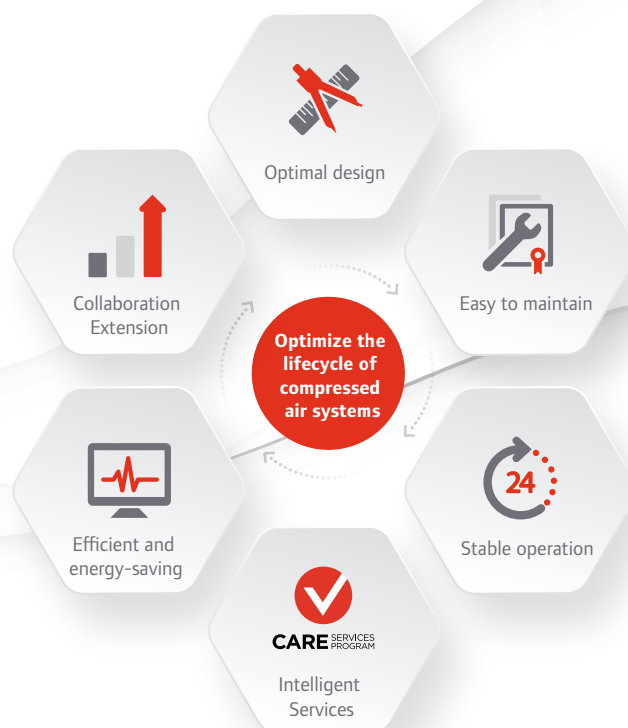 Optimal design
Collaboration
Extension
Easy to maintain
Optimize the
lifecycle of
compressed
air systems
24
Efficient and
energy-saving
Stable operation
CARE SERVICES
PROGRAM
Intelligent
Services